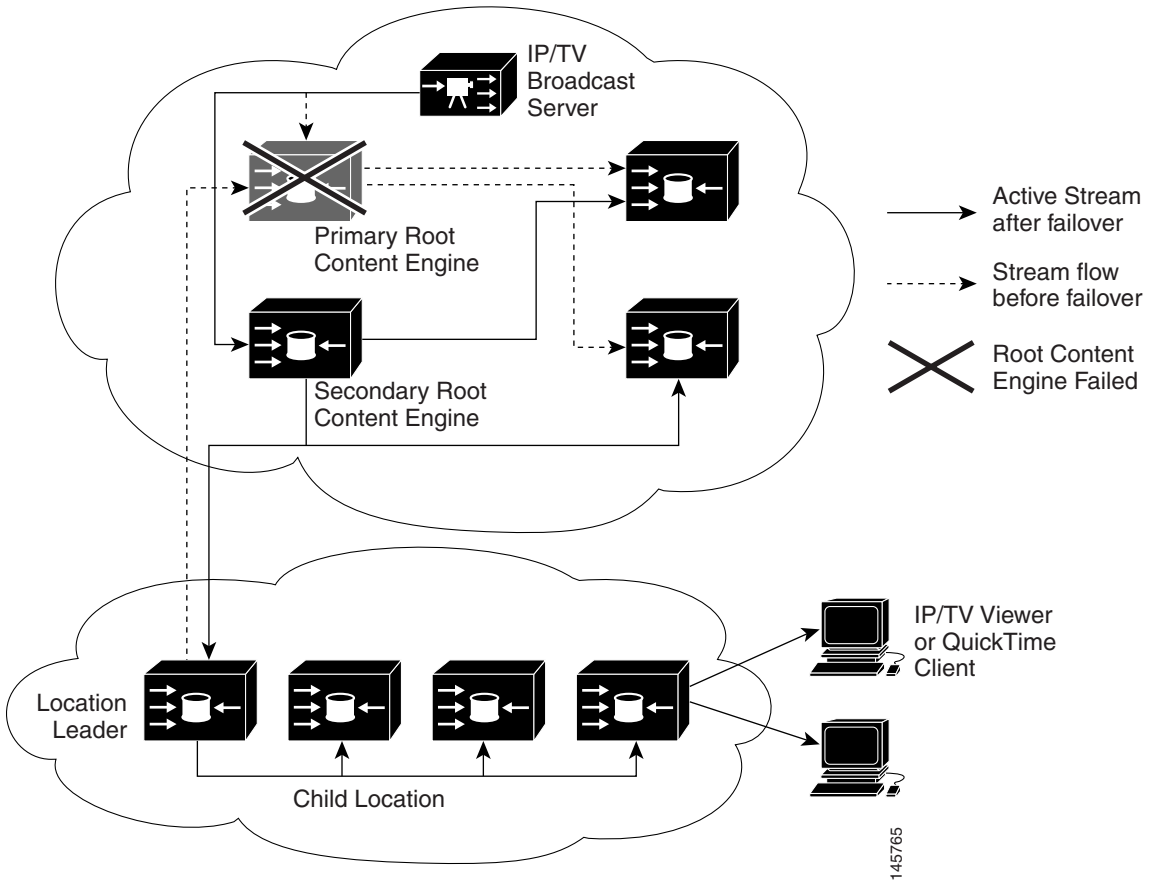 IP/TV
Broadcast
Server
Primary Root
Content Engine
Secondary Root
Content Engine
Active Stream
after failover
Stream flow
before failover
Root Content
Engine Failed
Location
Leader
Child Location
IP/TV Viewer
or QuickTime
Client
145765